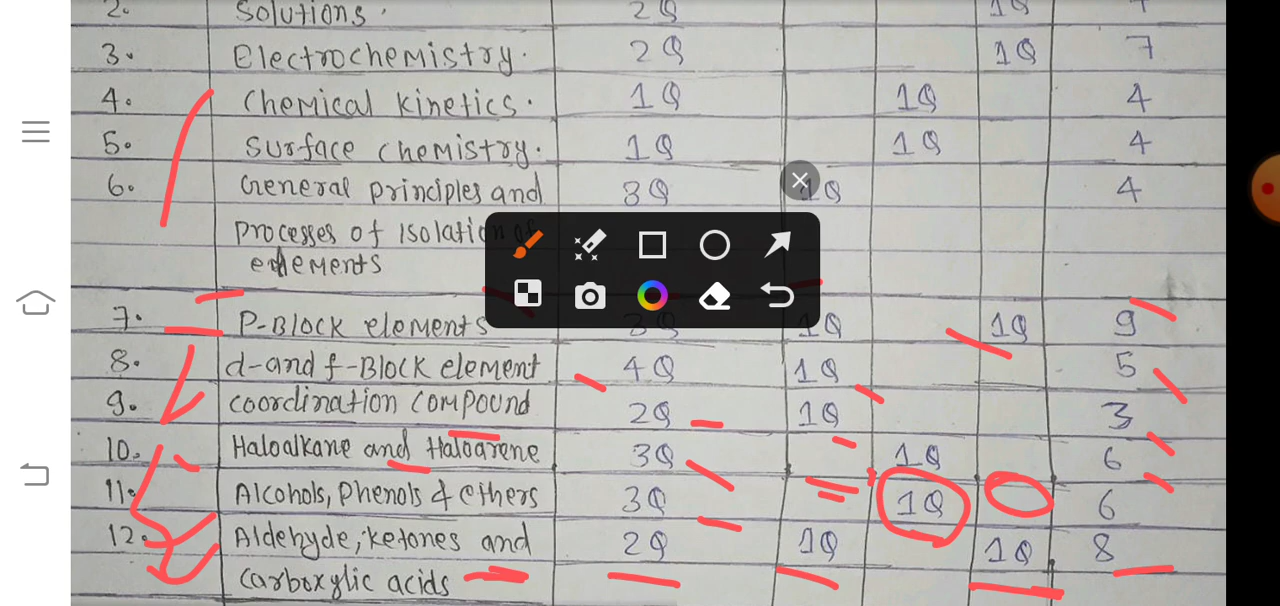 2. Solutions. 2Q 1Q
3. Electrochemistry. 2Q 1Q 7
4. Chemical kinetics. 1Q 1Q 4
5. Surface chemistry. 1Q 1Q 4
6. General principles and 3Q 1Q 4
processes of isolation of
elements
7. P-Block elements 3Q 1Q 1Q 9
8. d-and f-Block element 4Q 1Q 5
9. Coordination compound 2Q 1Q 3
10. Haloalkane and Haloarene 3Q 1Q 6
11. Alcohols, Phenols & ethers 3Q 1Q 6
12. Aldehyde, ketones and 2Q 1Q 1Q 8
carboxylic acids